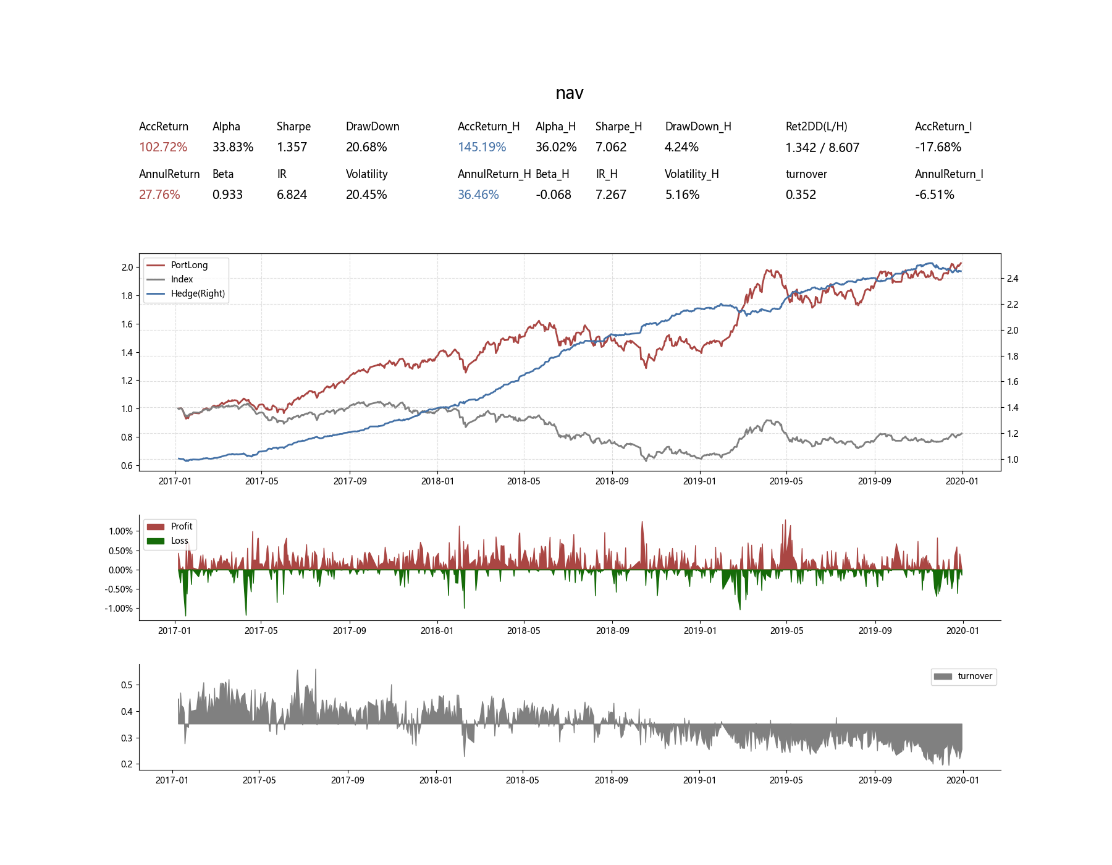 nav
AccReturn Alpha Sharpe DrawDown AccReturn_H Alpha_H Sharpe_H DrawDown_H Ret2DD(L/H) AccReturn_I
102.72% 33.83% 1.357 20.68% 145.19% 36.02% 7.062 4.24% 1.342 / 8.607 -17.68%
AnnulReturn Beta IR Volatility AnnulReturn_H Beta_H IR_H Volatility_H turnover AnnulReturn_I
27.76% 0.933 6.824 20.45% 36.46% -0.068 7.267 5.16% 0.352 -6.51%
PortLong
Index
Hedge(Right)
2.0
1.8
1.6
1.4
1.2
1.0
0.8
0.6
2.4
2.2
2.0
1.8
1.6
1.4
1.2
1.0
2017-01 2017-05 2017-09 2018-01 2018-05 2018-09 2019-01 2019-05 2019-09 2020-01
Profit
Loss
1.00%
0.50%
0.00%
-0.50%
-1.00%
2017-01 2017-05 2017-09 2018-01 2018-05 2018-09 2019-01 2019-05 2019-09 2020-01
turnover
0.5
0.4
0.3
0.2
2017-01 2017-05 2017-09 2018-01 2018-05 2018-09 2019-01 2019-05 2019-09 2020-01